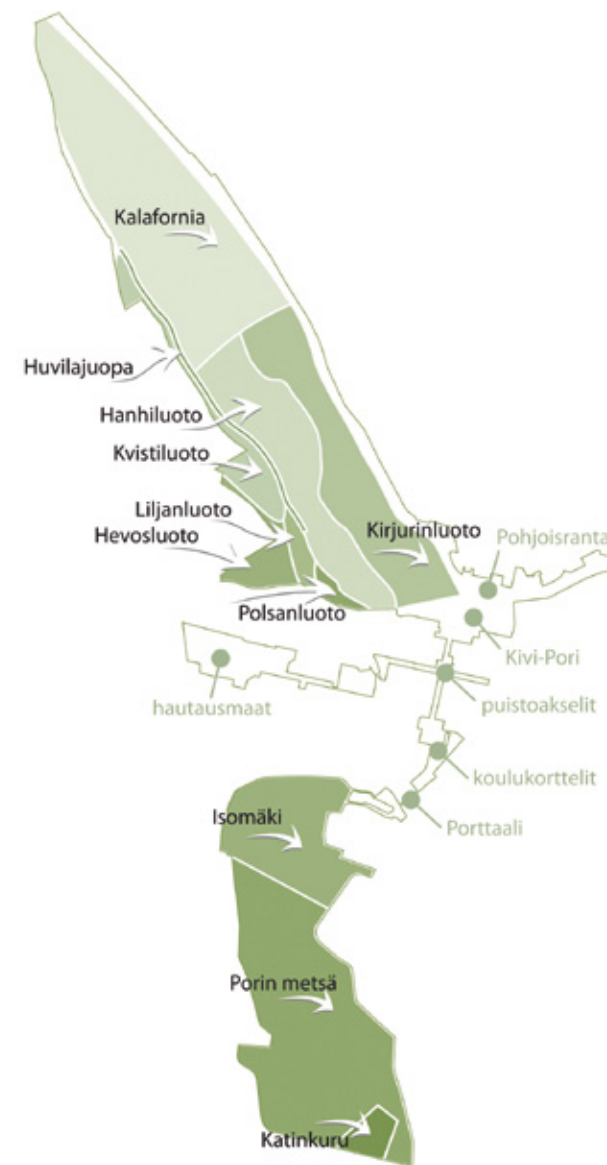 Kalafornia
Huvilajuopa
Hanhiluoto
Kvistiluoto
Liljanluoto
Hevosluoto
Kirjurinluoto
Pohjoisranta
Polsanluoto
Kivi-Pori
hautausmaat
puistoakselit
koulukorttelit
Isomäki
Porttaali
Porin metsä
Katinkuru